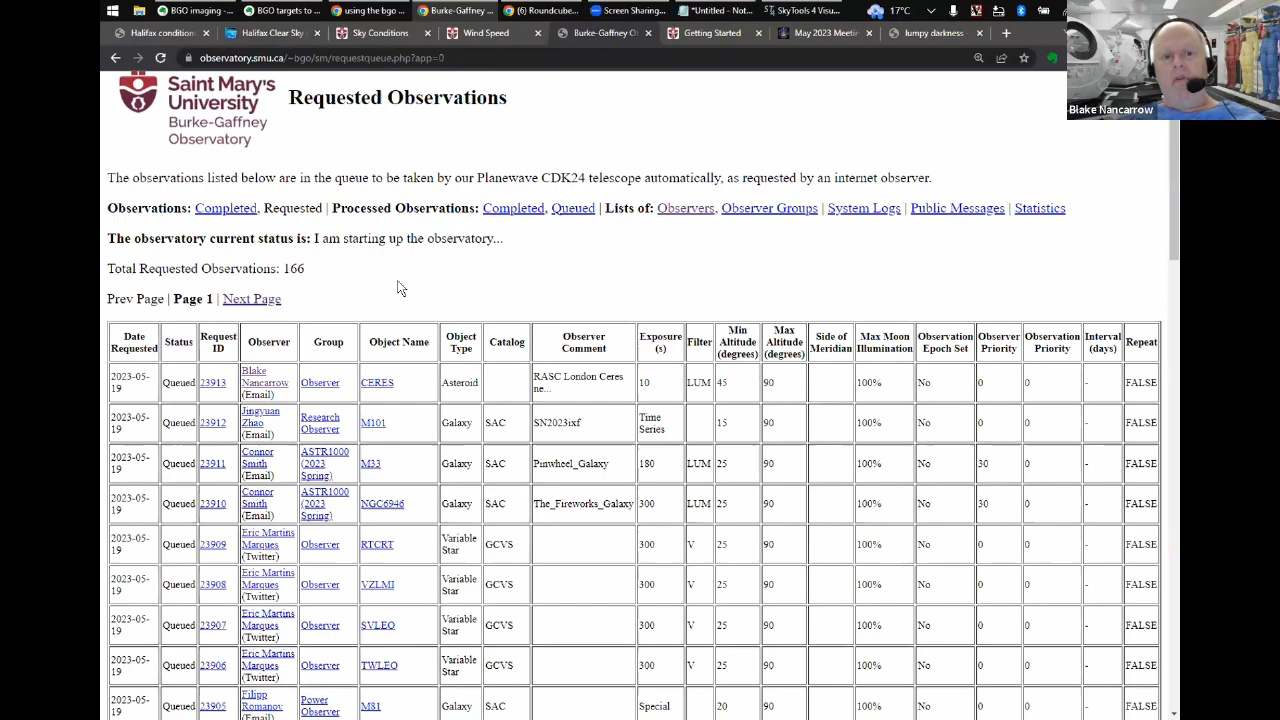 BGO imaging - ...
BGO targets to ...
using the bgo ...
Burke-Gaffney ...
(6) Roundcube...
Screen Sharing...
*Untitled - Not...
SkyTools 4 Visu...
17°C
Halifax condition
Halifax Clear Sky
Sky Conditions
Wind Speed
Burke-Gaffney O
Getting Started
May 2023 Meetin
lumpy darkness
observatory.smu.ca/~bgo/sm/requestqueue.php?app=0
Blake Nancarrow
Saint Mary's
University
Burke-Gaffney
Observatory
Requested Observations
The observations listed below are in the queue to be taken by our Planewave CDK24 telescope automatically, as requested by an internet observer.
Observations: Completed, Requested | Processed Observations: Completed, Queued | Lists of: Observers, Observer Groups | System Logs | Public Messages | Statistics
The observatory current status is: I am starting up the observatory...
Total Requested Observations: 166
Prev Page | Page 1 | Next Page
Date Requested Status Request ID Observer Group Object Name Object Type Catalog Observer Comment Exposure (s) Filter Min Altitude (degrees) Max Altitude (degrees) Side of Meridian Max Moon Illumination Observation Epoch Set Observer Priority Observation Priority Interval (days) Repeat
2023-05-19 Queued 23913 Blake Nancarrow (Email) Observer CERES Asteroid RASC London Ceres ne... 10 LUM 45 90 100% No 0 0 - FALSE
2023-05-19 Queued 23912 Jingyuan Zhao (Email) Research Observer M101 Galaxy SAC SN2023ixf Time Series 15 90 100% No 0 0 - FALSE
2023-05-19 Queued 23911 Connor Smith (Email) ASTR1000 (2023 Spring) M33 Galaxy SAC Pinwheel_Galaxy 180 LUM 25 90 100% No 30 0 - FALSE
2023-05-19 Queued 23910 Connor Smith (Email) ASTR1000 (2023 Spring) NGC6946 Galaxy SAC The_Fireworks_Galaxy 300 LUM 25 90 100% No 30 0 - FALSE
2023-05-19 Queued 23909 Eric Martins Marques (Twitter) Observer RTCRT Variable Star GCVS 300 V 25 90 100% No 0 0 - FALSE
2023-05-19 Queued 23908 Eric Martins Marques (Twitter) Observer VZLMI Variable Star GCVS 300 V 25 90 100% No 0 0 - FALSE
2023-05-19 Queued 23907 Eric Martins Marques (Twitter) Observer SVLEO Variable Star GCVS 300 V 25 90 100% No 0 0 - FALSE
2023-05-19 Queued 23906 Eric Martins Marques (Twitter) Observer TWLEO Variable Star GCVS 300 V 25 90 100% No 0 0 - FALSE
2023-05-19 Queued 23905 Filipp Romanov Power Observer M81 Galaxy SAC Special 20 90 100% No 0 0 - FALSE